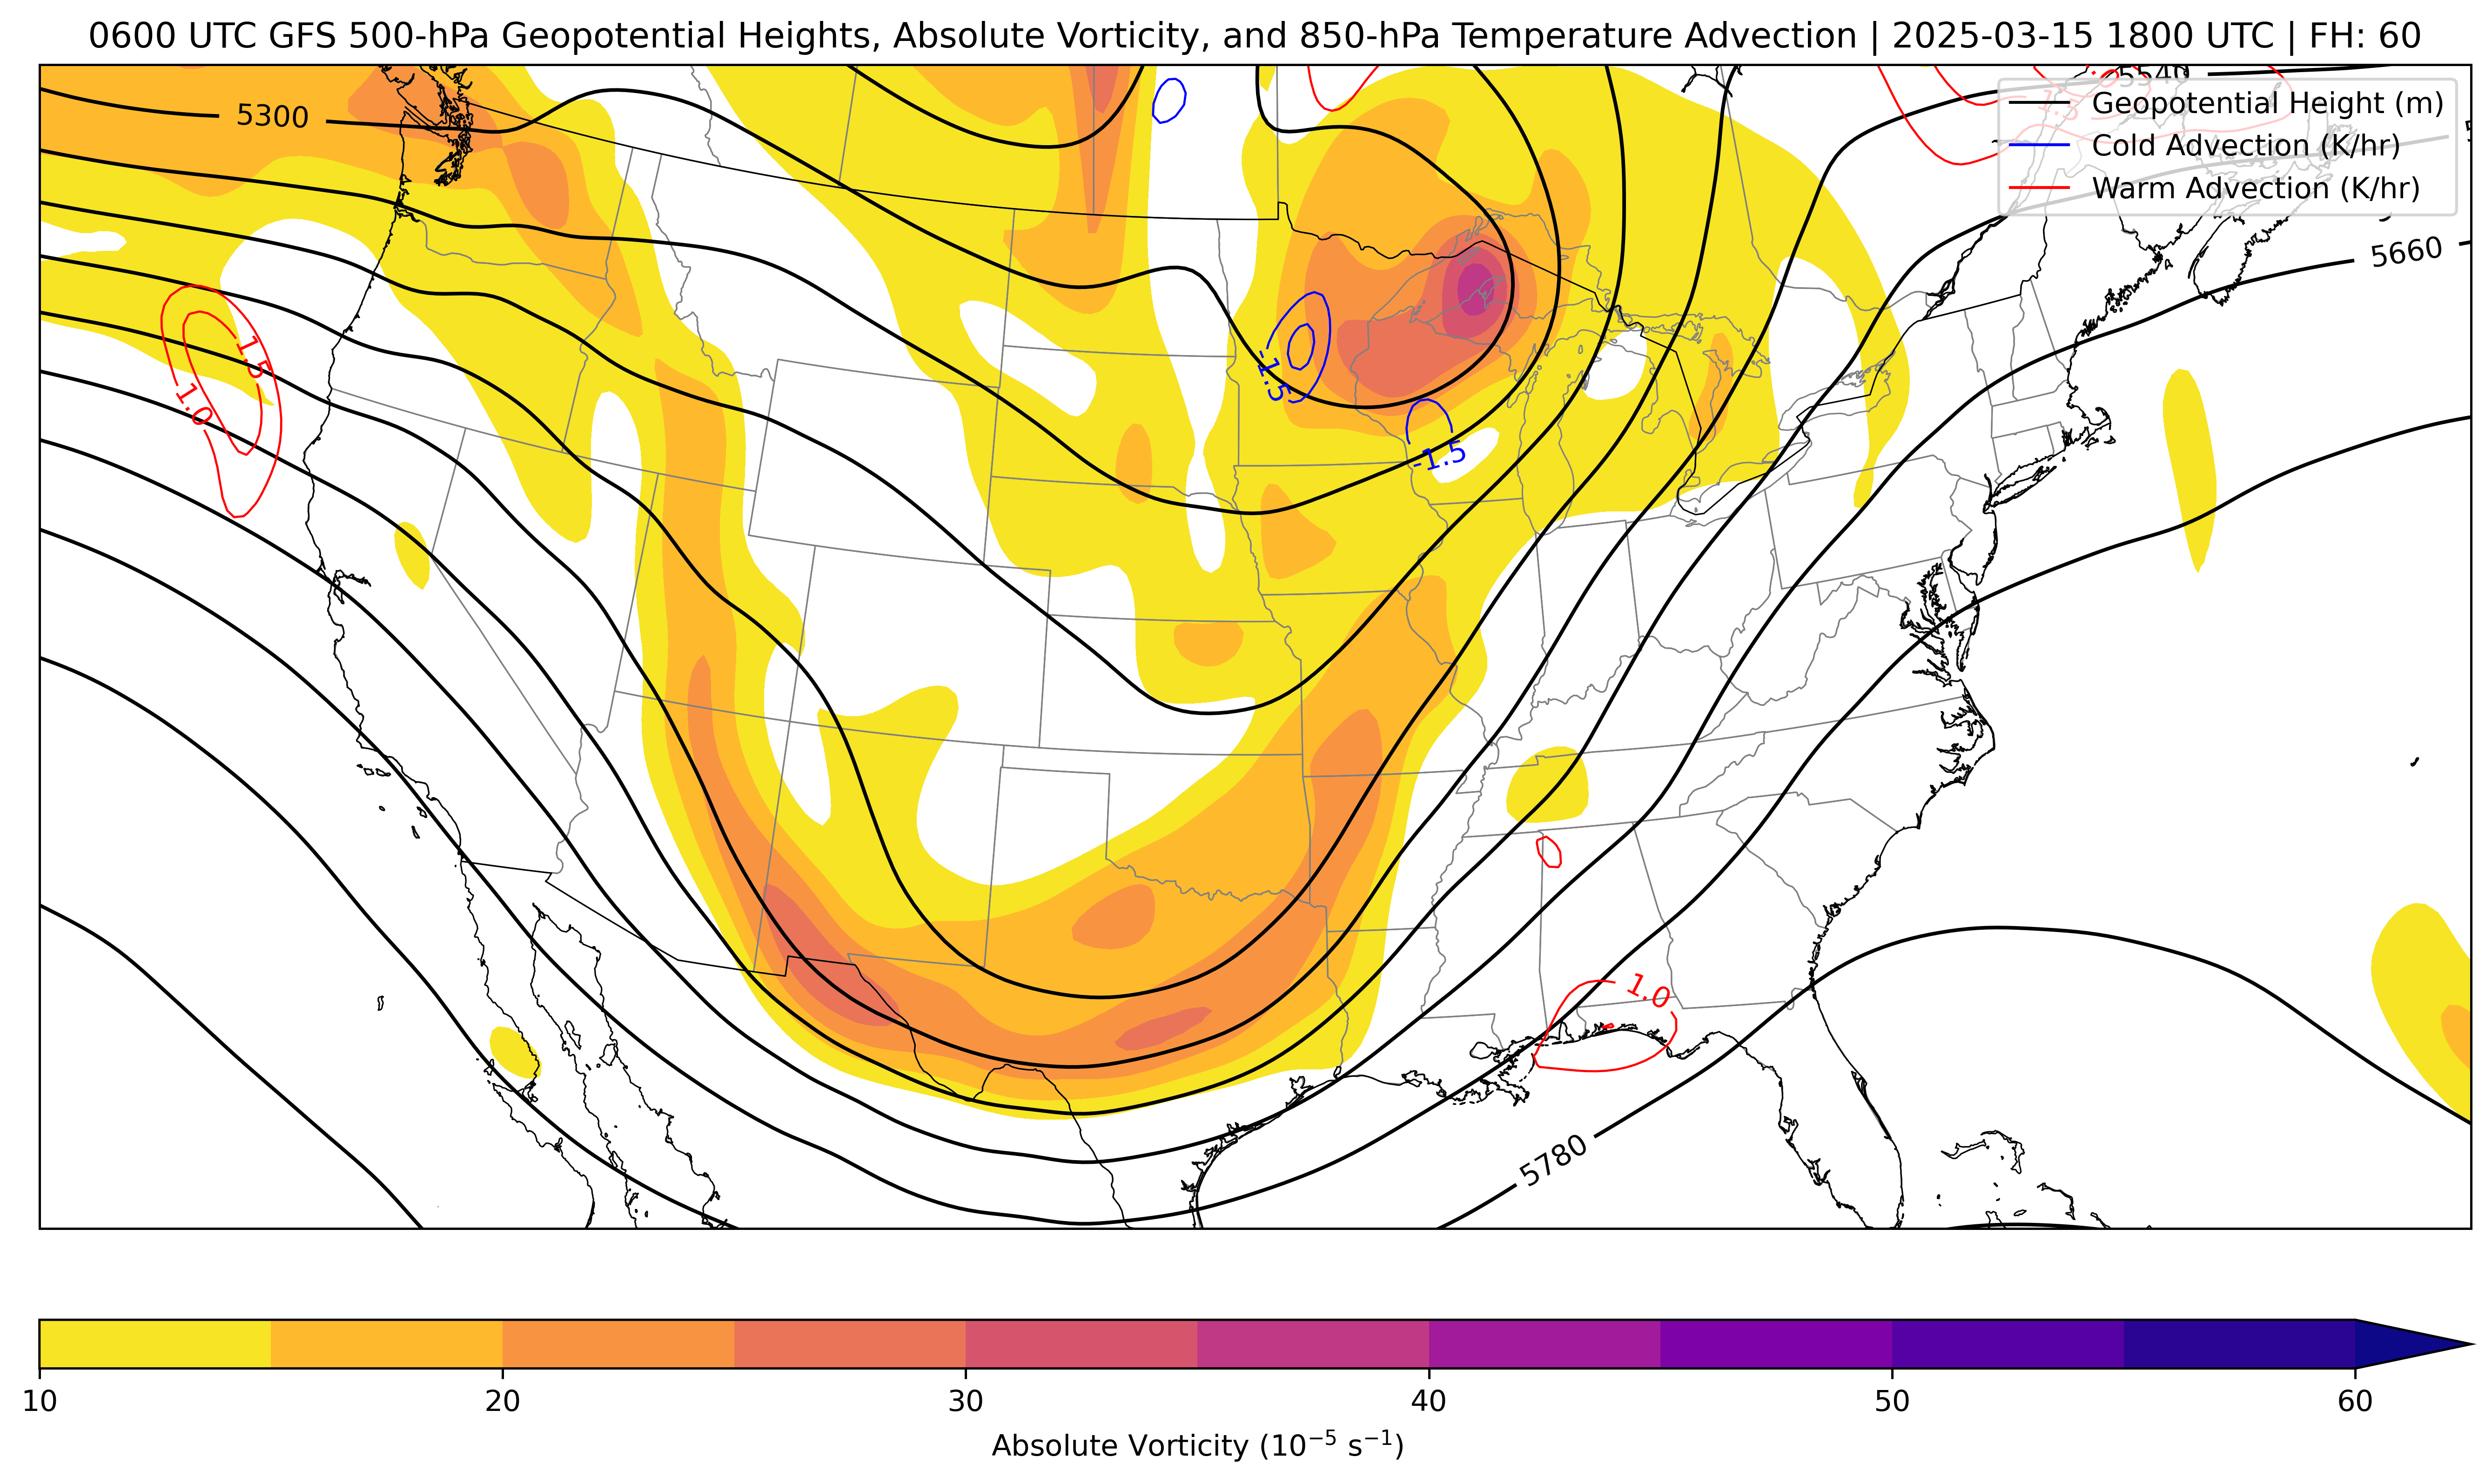 0600 UTC GFS 500-hPa Geopotential Heights, Absolute Vorticity, and 850-hPa Temperature Advection | 2025-03-15 1800 UTC | FH: 60
5540
Geopotential Height (m)
Cold Advection (K/hr)
Warm Advection (K/hr)
5300
1.5
5660
1.5
1.0
-1.5
-1.5
1.0
5780
10 20 30 40 50 60
Absolute Vorticity (10⁻⁵ s⁻¹)